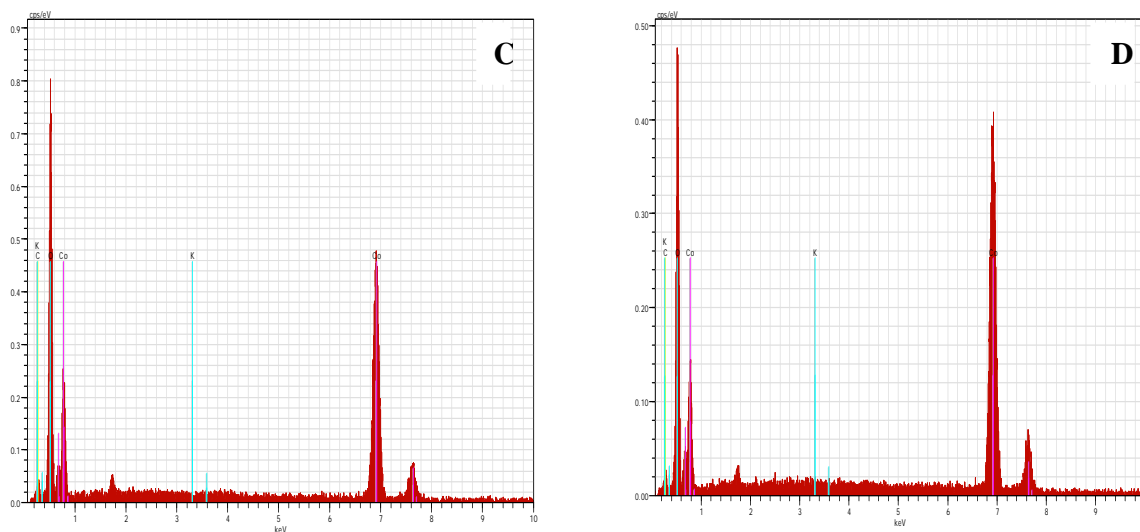 cps/eV
C
0.9
0.8
0.7
0.6
0.5
0.4
0.3
0.2
0.1
0.0
K
C O Co
K
Co
1 2 3 4 5 6 7 8 9 10
keV
cps/eV
D
0.50
0.40
0.30
0.20
0.10
0.00
K
C O Co
K
Co
1 2 3 4 5 6 7 8 9
keV